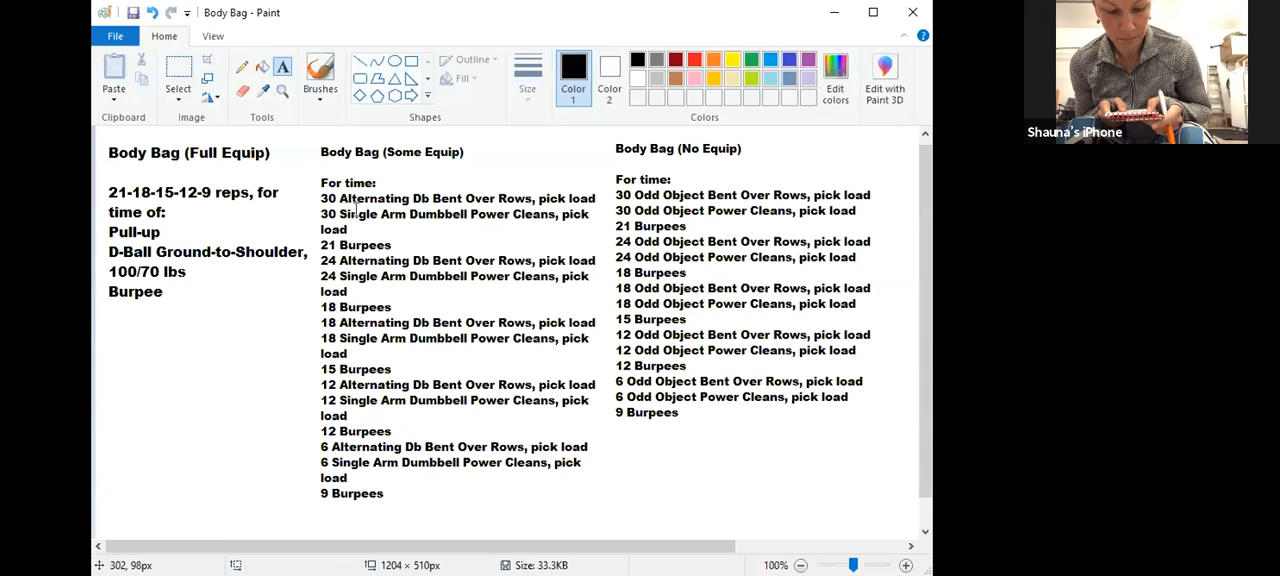 Body Bag - Paint
File
Home
View
Paste
Select
Brushes
Outline
Fill
Size
Color
1
Color
2
Edit
colors
Edit with
Paint 3D
Clipboard
Image
Tools
Shapes
Colors
Body Bag (Full Equip)
21-18-15-12-9 reps, for
time of:
Pull-up
D-Ball Ground-to-Shoulder,
100/70 lbs
Burpee
Body Bag (Some Equip)
For time:
30 Alternating Db Bent Over Rows, pick load
30 Single Arm Dumbbell Power Cleans, pick
load
21 Burpees
24 Alternating Db Bent Over Rows, pick load
24 Single Arm Dumbbell Power Cleans, pick
load
18 Burpees
18 Alternating Db Bent Over Rows, pick load
18 Single Arm Dumbbell Power Cleans, pick
load
15 Burpees
12 Alternating Db Bent Over Rows, pick load
12 Single Arm Dumbbell Power Cleans, pick
load
12 Burpees
6 Alternating Db Bent Over Rows, pick load
6 Single Arm Dumbbell Power Cleans, pick
load
9 Burpees
Body Bag (No Equip)
For time:
30 Odd Object Bent Over Rows, pick load
30 Odd Object Power Cleans, pick load
21 Burpees
24 Odd Object Bent Over Rows, pick load
24 Odd Object Power Cleans, pick load
18 Burpees
18 Odd Object Bent Over Rows, pick load
18 Odd Object Power Cleans, pick load
15 Burpees
12 Odd Object Bent Over Rows, pick load
12 Odd Object Power Cleans, pick load
12 Burpees
6 Odd Object Bent Over Rows, pick load
6 Odd Object Power Cleans, pick load
9 Burpees
302, 98px
1204 × 510px
Size: 33.3KB
100%
Shauna's iPhone